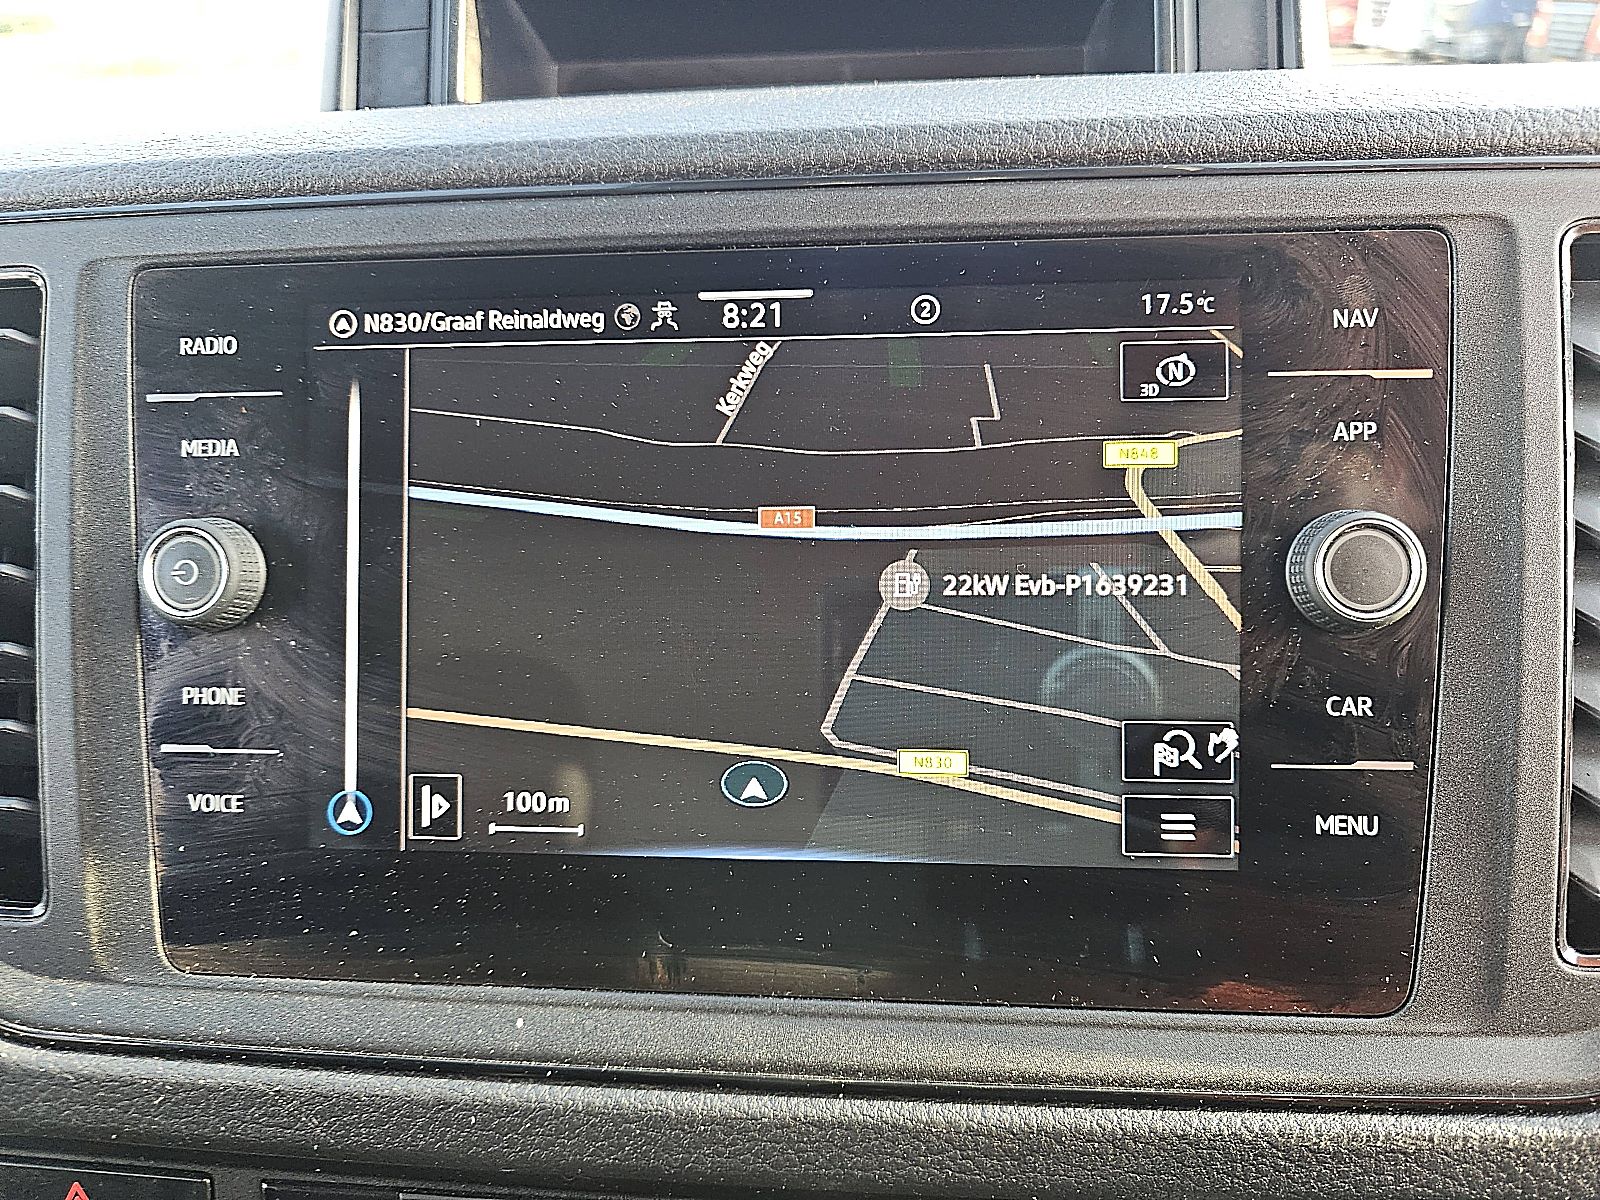 N830/Graaf Reinaldweg
8:21
2
17.5°C
RADIO
MEDIA
PHONE
VOICE
NAV
APP
CAR
MENU
Kerkweg
N
3D
N848
A15
22kW Evb-P1639231
N830
100m